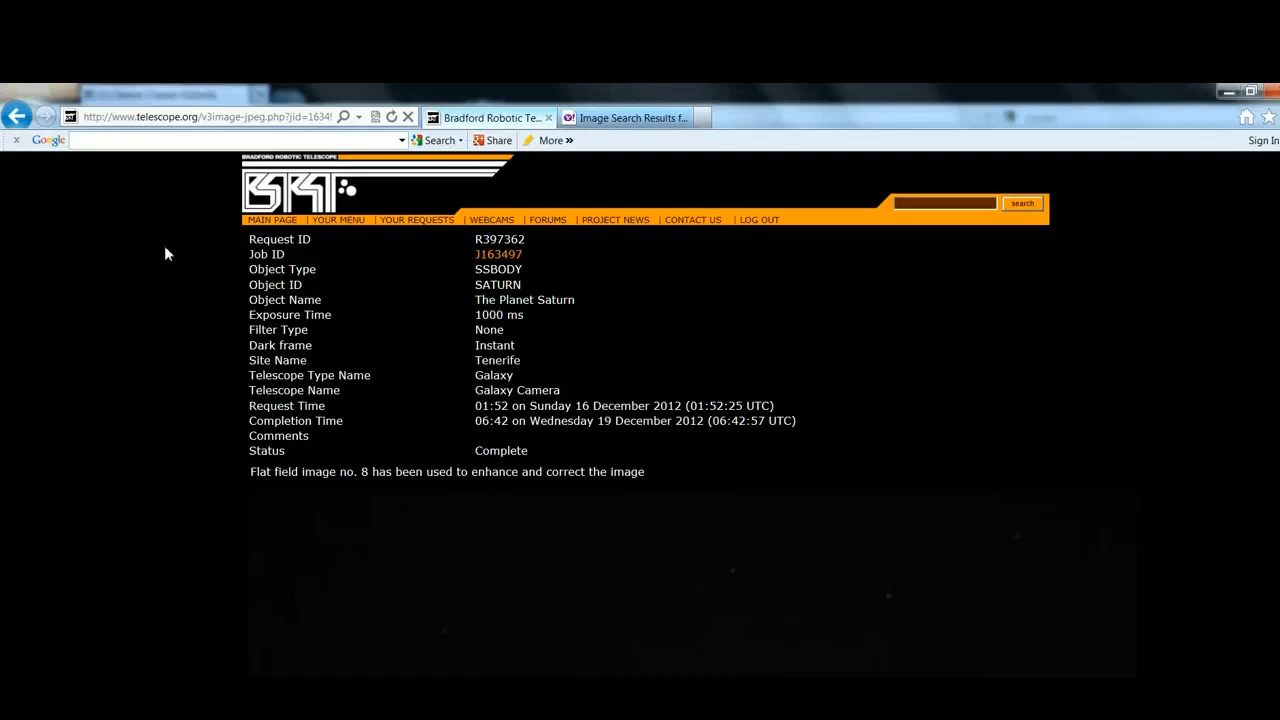 http://www.telescope.org/v3image-jpeg.php?jid=1634
Bradford Robotic Te...
Image Search Results f...
x Google Search Share More »
Sign In
BRADFORD ROBOTIC TELESCOPE
BRT
search
MAIN PAGE | YOUR MENU | YOUR REQUESTS | WEBCAMS | FORUMS | PROJECT NEWS | CONTACT US | LOG OUT
Request ID R397362
Job ID J163497
Object Type SSBODY
Object ID SATURN
Object Name The Planet Saturn
Exposure Time 1000 ms
Filter Type None
Dark frame Instant
Site Name Tenerife
Telescope Type Name Galaxy
Telescope Name Galaxy Camera
Request Time 01:52 on Sunday 16 December 2012 (01:52:25 UTC)
Completion Time 06:42 on Wednesday 19 December 2012 (06:42:57 UTC)
Comments
Status Complete
Flat field image no. 8 has been used to enhance and correct the image